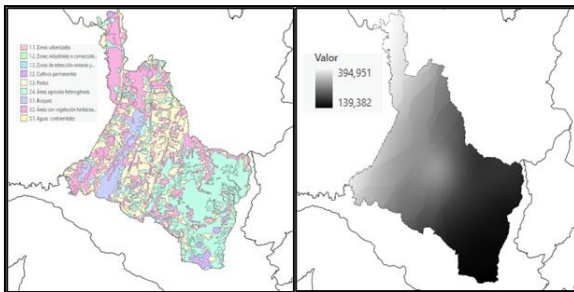 1.1. Zonas urbanizadas
1.2. Zonas industriales o comerciale...
1.3. Zonas de extracción mineras y...
2.2. Cultivos permanentes
2.3. Pastos
2.4. Áreas agrícolas heterogéneas
3.1. Bosques
3.2. Áreas con vegetación herbácea...
5.1. Aguas continentales
Valor
394,951
139,382